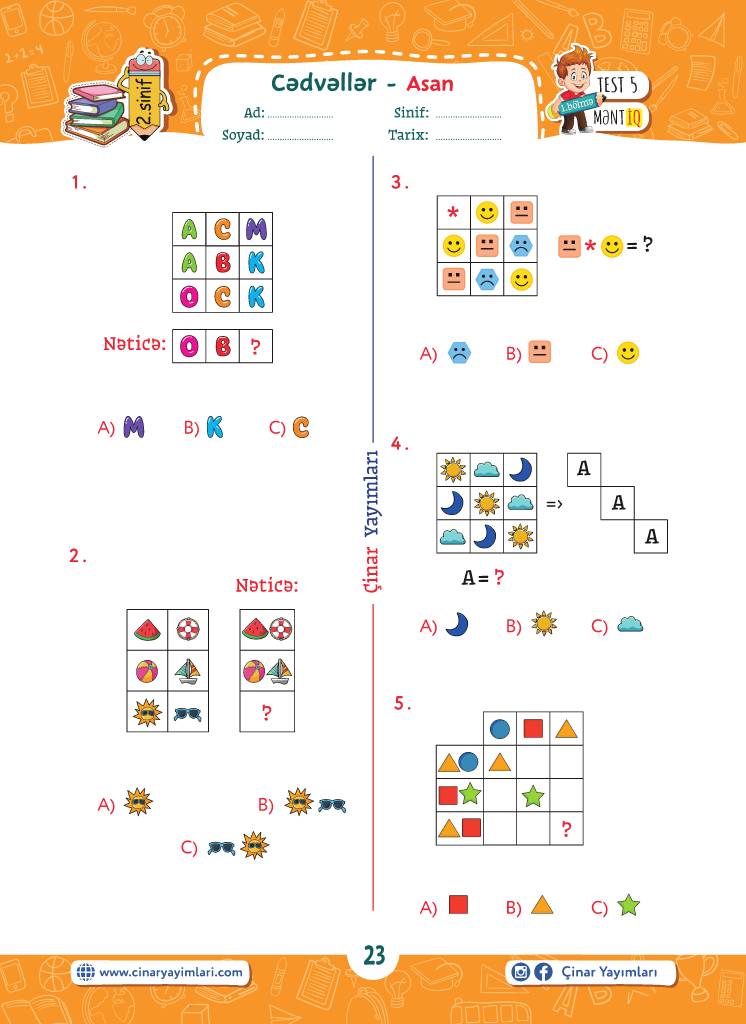 2.sinif
Cədvəllər - Asan
Ad: ........................
Sinif: ........................
Soyad: ........................
Tarix: ........................
1.bölmə
TEST 5
MƏNTİQ
1.
A C M
A B K
O C K
Nəticə: O B ?
A) M B) K C) C
2.
Nəticə:
?
A)
B)
C)
Çinar Yayımları
3.
*
* = ?
A) B) C)
4.
=> A
A
A
A = ?
A) B) C)
5.
?
A) B) C)
23
www.cinaryayimlari.com
Çinar Yayımları